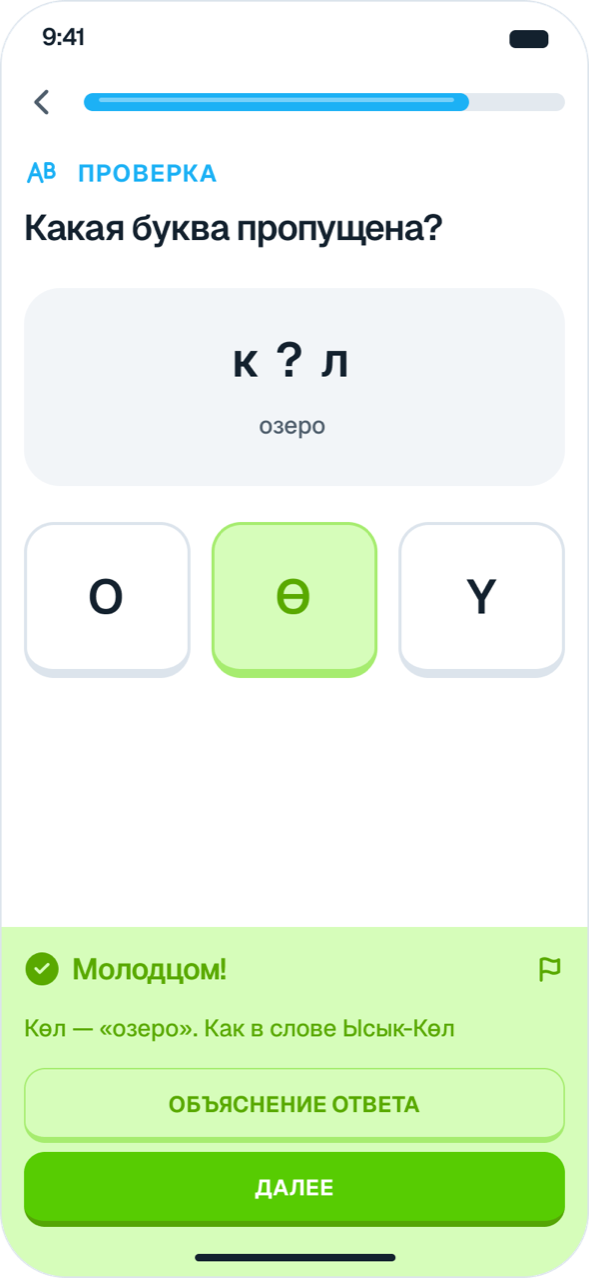 9:41
AB ПРОВЕРКА
Какая буква пропущена?
к ? л
озеро
О Ө Ү
Молодцом!
Көл — «озеро». Как в слове Ысык-Көл
ОБЪЯСНЕНИЕ ОТВЕТА
ДАЛЕЕ